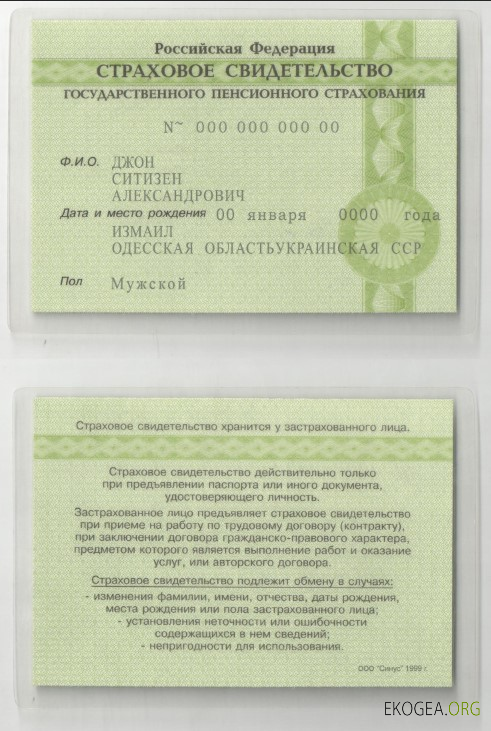 Российская Федерация
СТРАХОВОЕ СВИДЕТЕЛЬСТВО
ГОСУДАРСТВЕННОГО ПЕНСИОННОГО СТРАХОВАНИЯ
N~ 000 000 000 00
Ф.И.О. ДЖОН
СИТИЗЕН
АЛЕКСАНДРОВИЧ
Дата и место рождения 00 января 0000 года
ИЗМАИЛ
ОДЕССКАЯ ОБЛАСТЬУКРАИНСКАЯ ССР
Пол Мужской
Страховое свидетельство хранится у застрахованного лица.
Страховое свидетельство действительно только
при предъявлении паспорта или иного документа,
удостоверяющего личность.
Застрахованное лицо предъявляет страховое свидетельство
при приеме на работу по трудовому договору (контракту),
при заключении договора гражданско-правового характера,
предметом которого является выполнение работ и оказание
услуг, или авторского договора.
Страховое свидетельство подлежит обмену в случаях:
- изменения фамилии, имени, отчества, даты рождения,
места рождения или пола застрахованного лица;
- установления неточности или ошибочности
содержащихся в нем сведений;
- непригодности для использования.
ООО "Синус" 1999 г.
EKOGEA.ORG